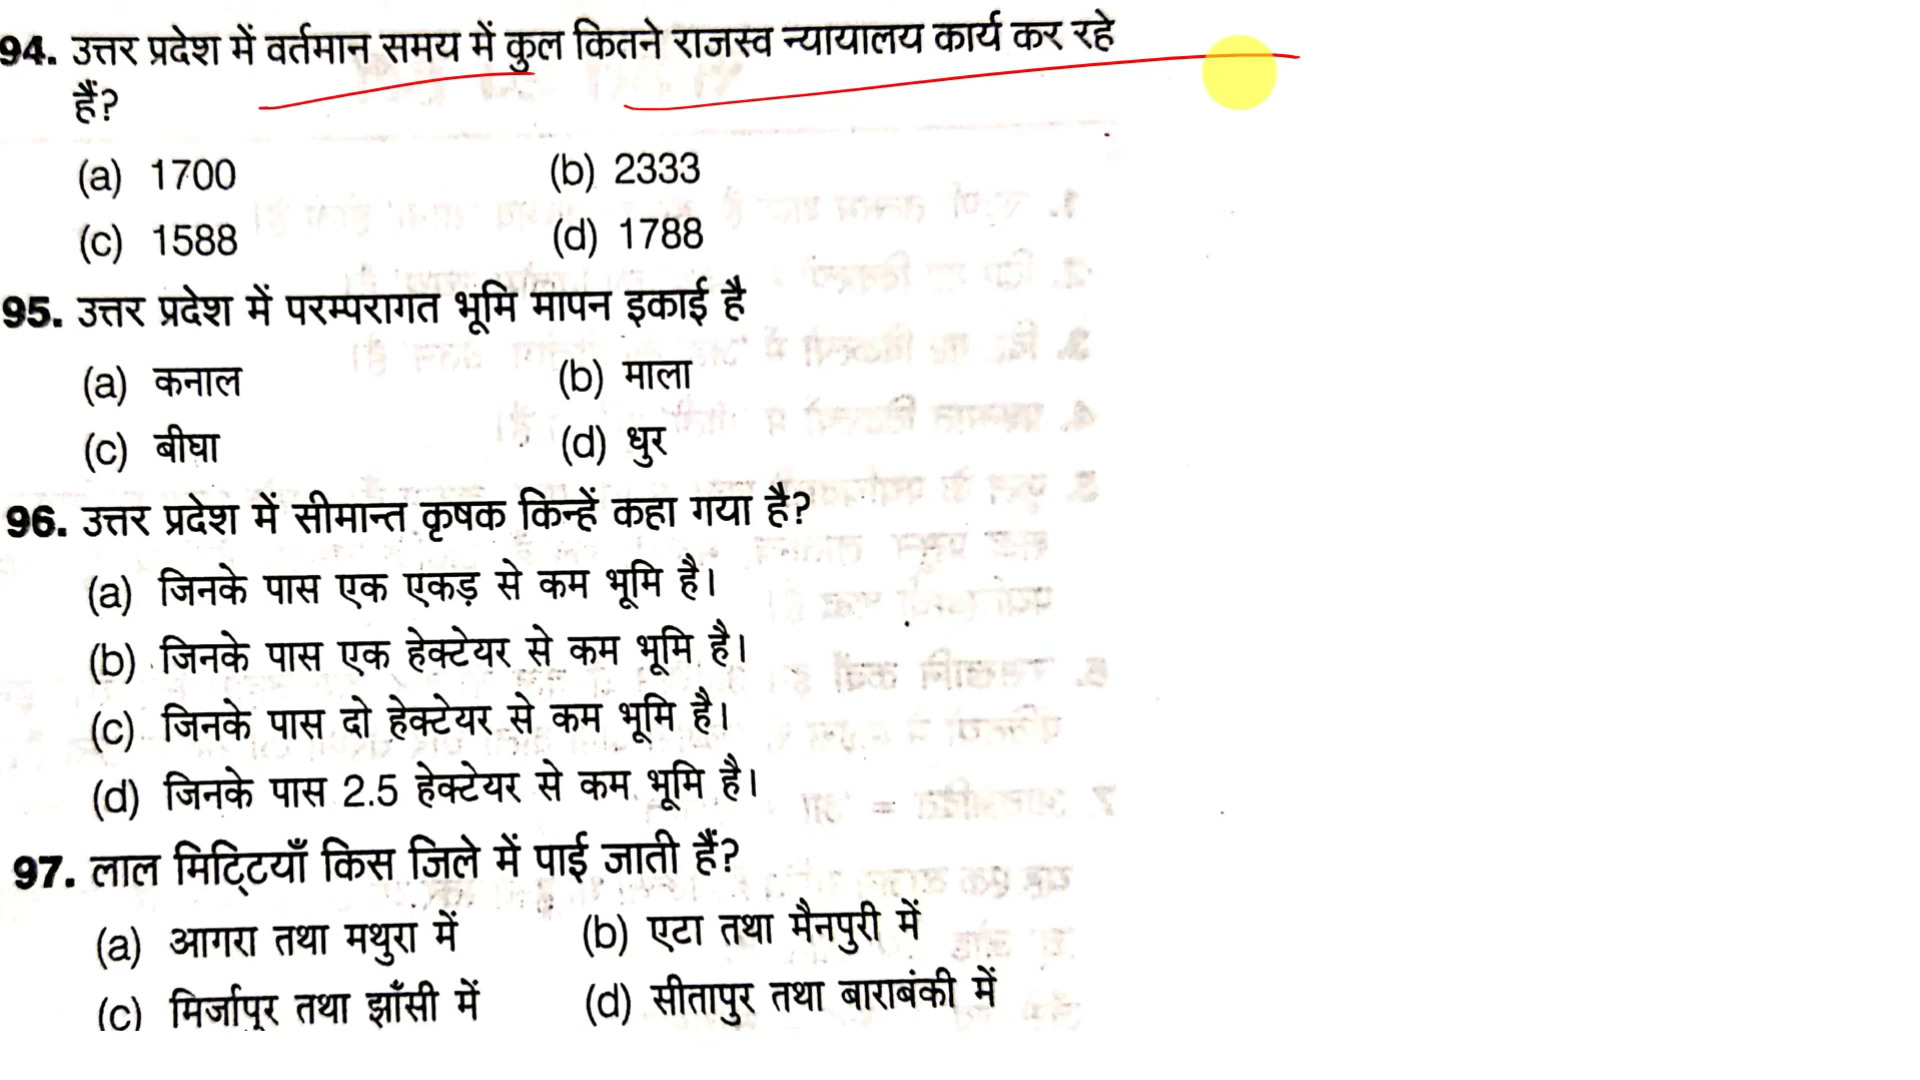 94. उत्तर प्रदेश में वर्तमान समय में कुल कितने राजस्व न्यायालय कार्य कर रहे
हैं?
(a) 1700 (b) 2333
(c) 1588 (d) 1788
95. उत्तर प्रदेश में परम्परागत भूमि मापन इकाई है
(a) कनाल (b) माला
(c) बीघा (d) धुर
96. उत्तर प्रदेश में सीमान्त कृषक किन्हें कहा गया है?
(a) जिनके पास एक एकड़ से कम भूमि है।
(b) जिनके पास एक हेक्टेयर से कम भूमि है।
(c) जिनके पास दो हेक्टेयर से कम भूमि है।
(d) जिनके पास 2.5 हेक्टेयर से कम भूमि है।
97. लाल मिट्टियाँ किस जिले में पाई जाती हैं?
(a) आगरा तथा मथुरा में (b) एटा तथा मैनपुरी में
(c) मिर्जापुर तथा झाँसी में (d) सीतापुर तथा बाराबंकी में